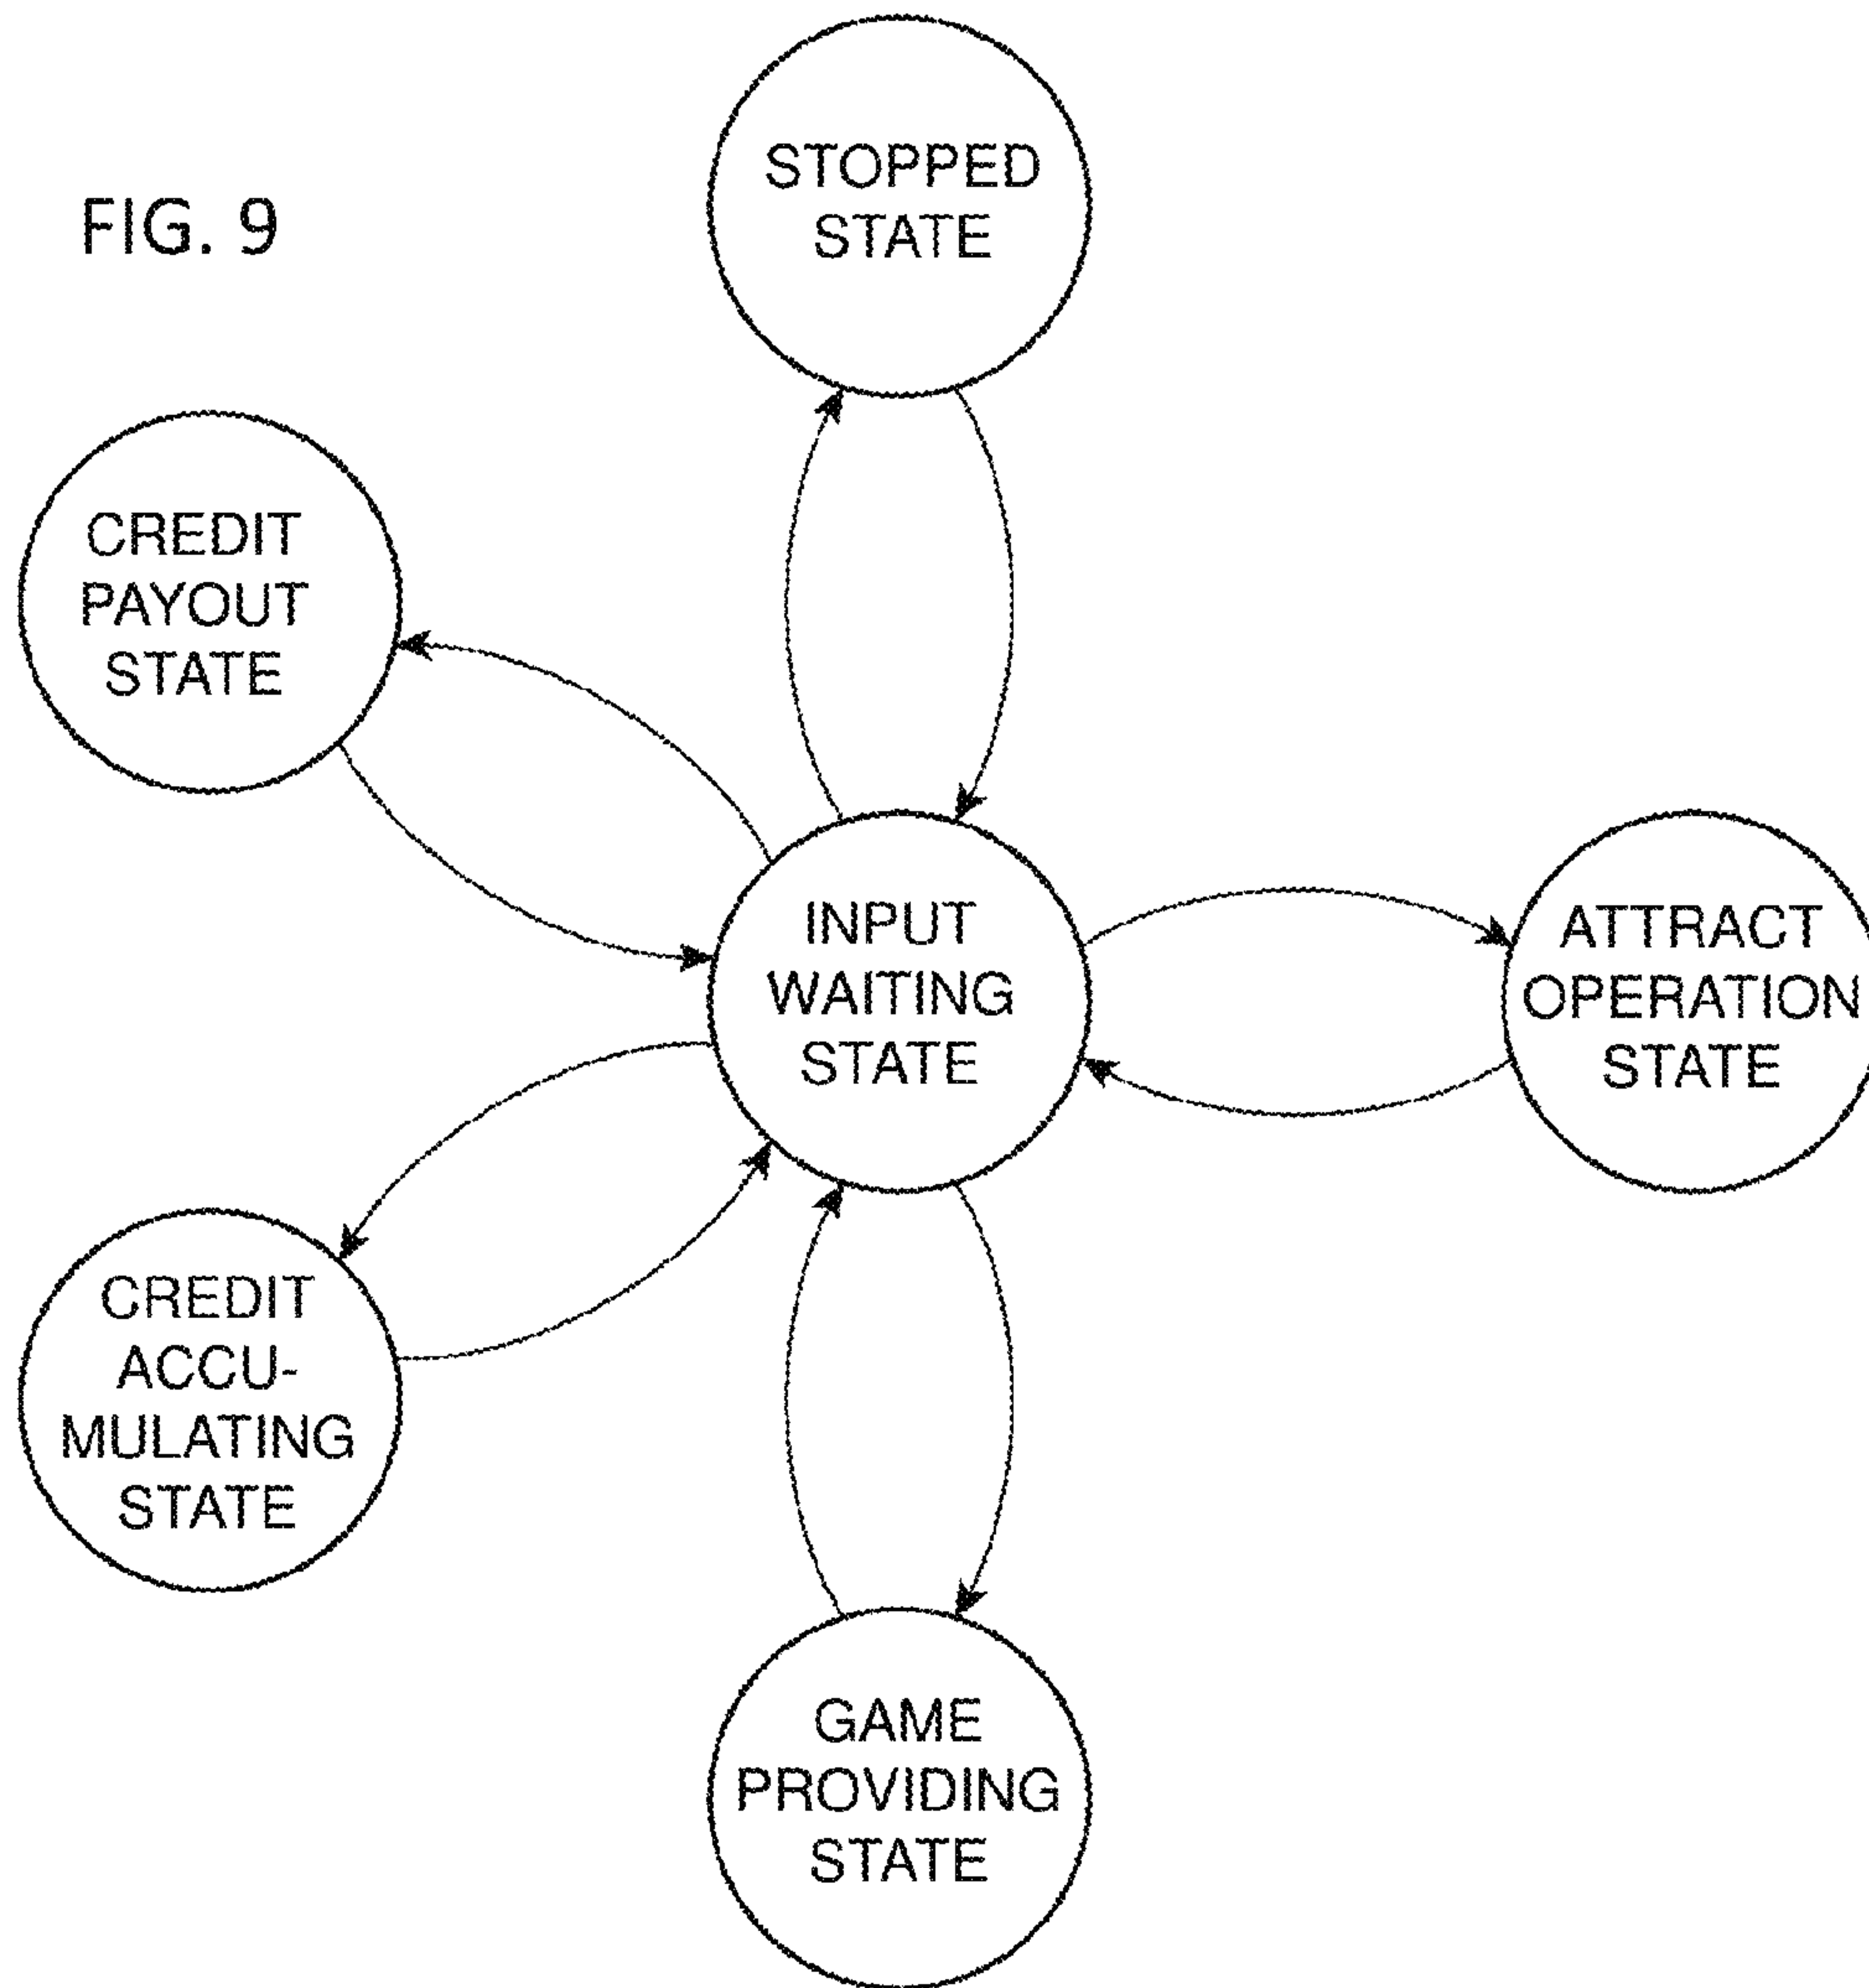 FIG. 9
STOPPED
STATE
CREDIT
PAYOUT
STATE
INPUT
WAITING
STATE
ATTRACT
OPERATION
STATE
CREDIT
ACCU-
MULATING
STATE
GAME
PROVIDING
STATE